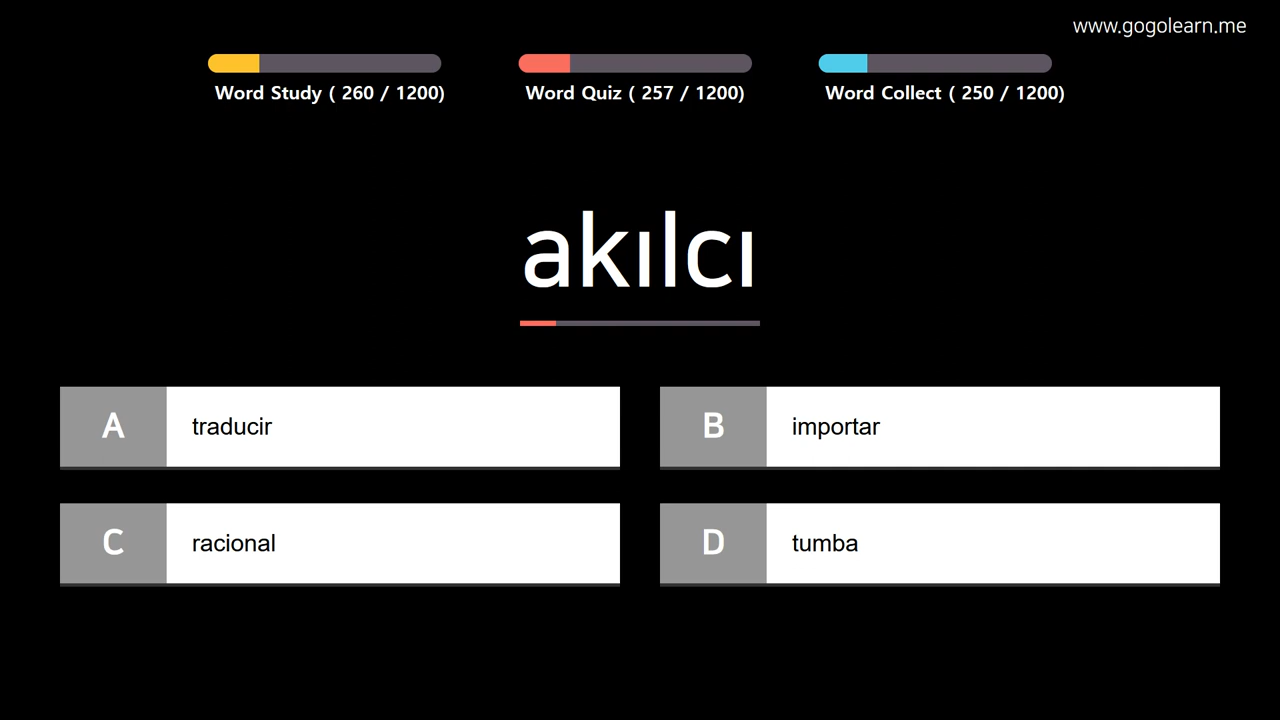 www.gogolearn.me
Word Study ( 260 / 1200)
Word Quiz ( 257 / 1200)
Word Collect ( 250 / 1200)
akılcı
A
traducir
B
importar
C
racional
D
tumba